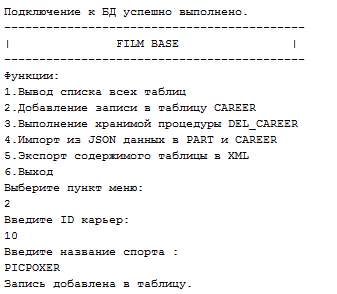 Подключение к БД успешно выполнено.
-------------------------------------------
|                FILM BASE                |
-------------------------------------------
Функции:
1.Вывод списка всех таблиц
2.Добавление записи в таблицу CAREER
3.Выполнение хранимой процедуры DEL_CAREER
4.Импорт из JSON данных в PART и CAREER
5.Экспорт содержимого таблицы в XML
6.Выход
Выберите пункт меню:
2
Введите ID карьер:
10
Введите название спорта :
PICPOXER
Запись добавлена в таблицу.